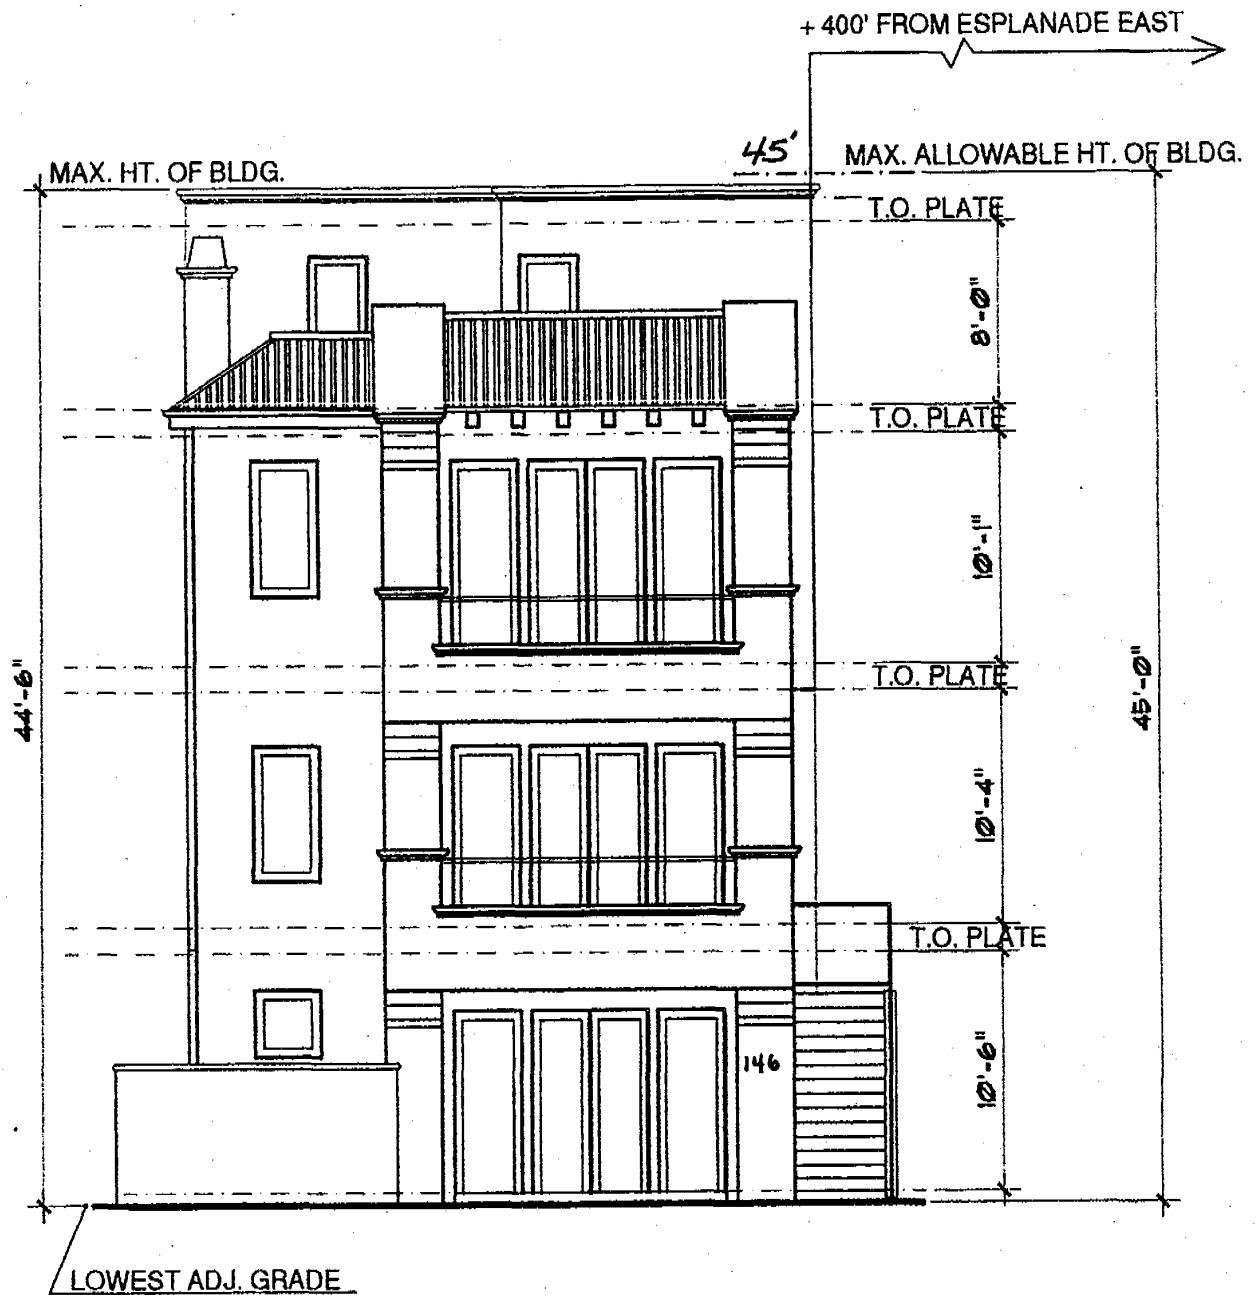 + 400' FROM ESPLANADE EAST
45'
MAX. ALLOWABLE HT. OF BLDG.
MAX. HT. OF BLDG.
T.O. PLATE
8'-0"
T.O. PLATE
10'-1"
T.O. PLATE
44'-6"
45'-0"
10'-4"
T.O. PLATE
146
10'-6"
LOWEST ADJ. GRADE